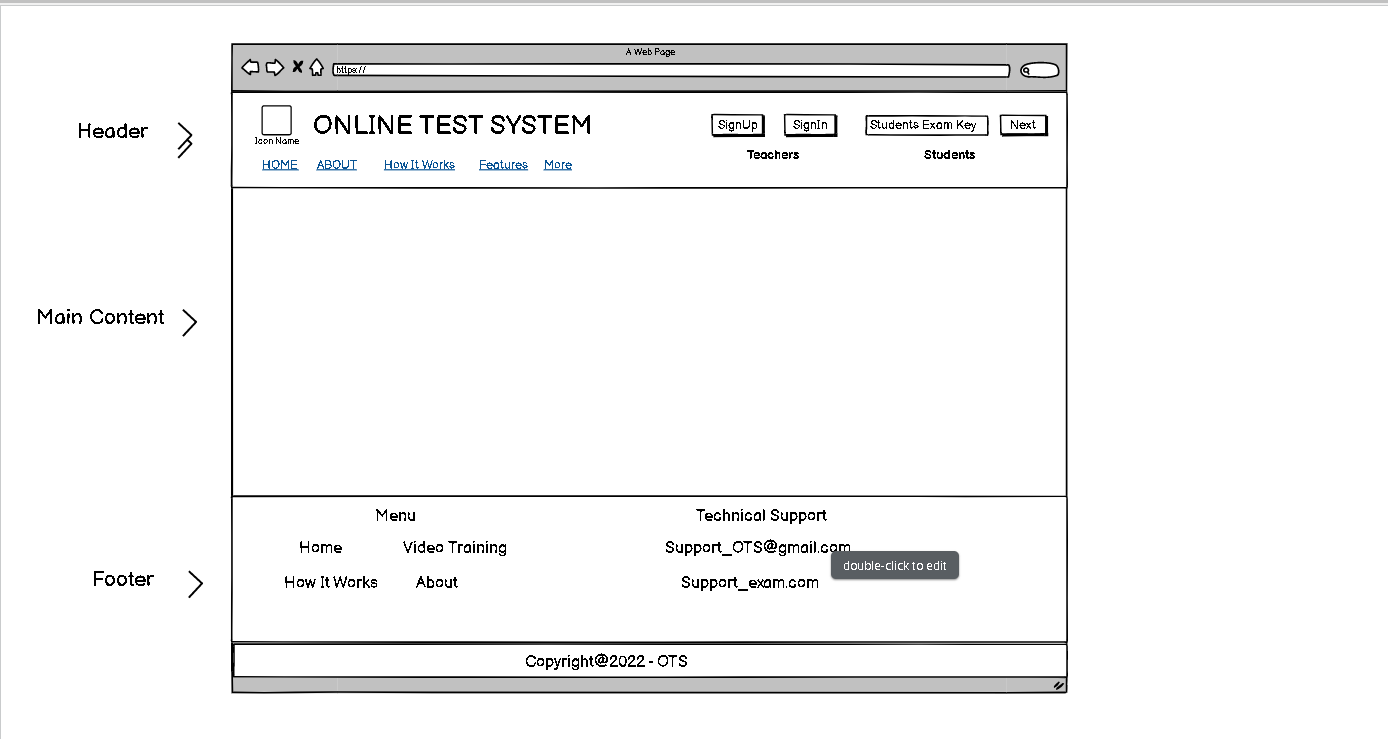 A Web Page
https://
Header
Icon Name
ONLINE TEST SYSTEM
SignUp SignIn Students Exam Key Next
Teachers Students
HOME ABOUT How It Works Features More
Main Content
Menu Technical Support
Home Video Training Support_OTS@gmail.com
double-click to edit
Footer
How It Works About Support_exam.com
Copyright@2022 - OTS